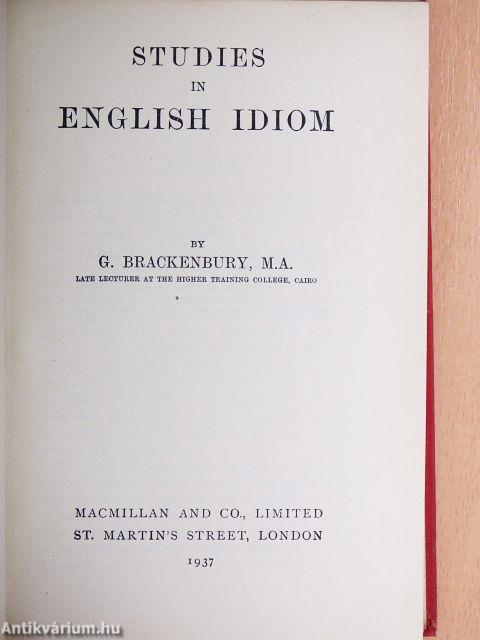 STUDIES
IN
ENGLISH IDIOM
BY
G. BRACKENBURY, M.A.
LATE LECTURER AT THE HIGHER TRAINING COLLEGE, CAIRO
MACMILLAN AND CO., LIMITED
ST. MARTIN'S STREET, LONDON
1937
Antikvárium.hu